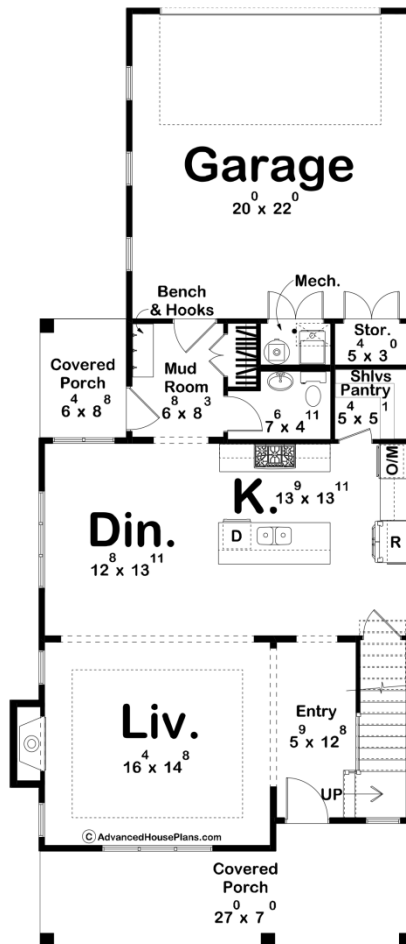 Garage
20⁰ x 22⁰
Mech.
Bench
& Hooks
Stor.
5⁴ x 3⁰
Covered
Porch
6⁴ x 8⁸
Mud
Room
6⁸ x 8³
Shlvs
Pantry
5⁴ x 5¹
7⁶ x 4¹¹
O/M
K.
13⁹ x 13¹¹
Din.
12⁸ x 13¹¹
D
R
Liv.
16⁴ x 14⁸
Entry
5⁹ x 12⁸
UP
© AdvancedHousePlans.com
Covered
Porch
27⁰ x 7⁰